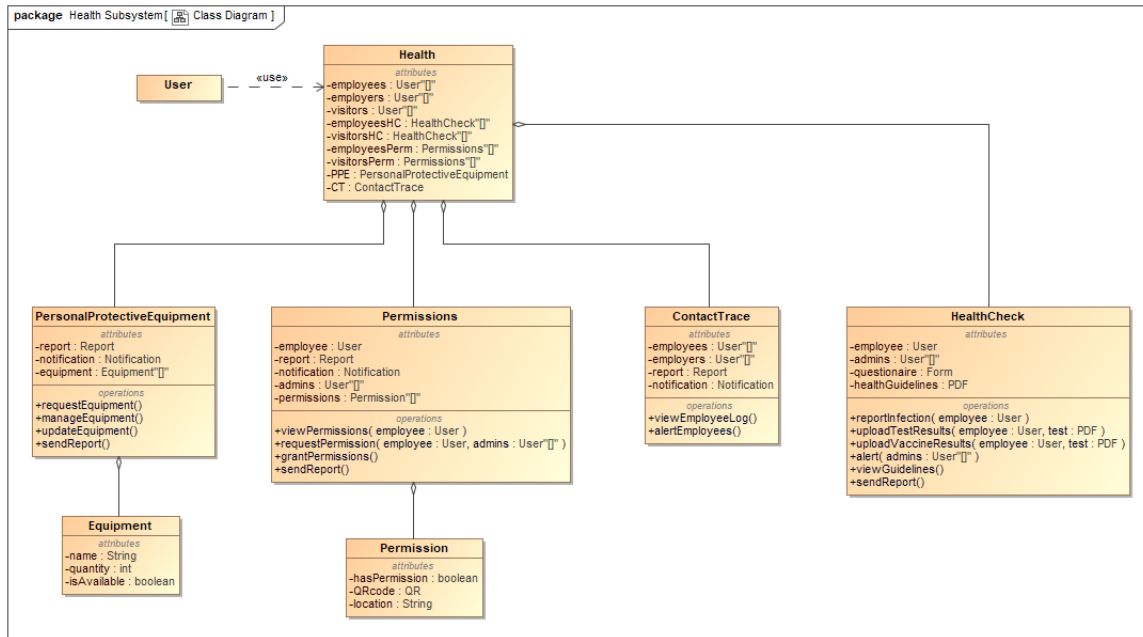 package Health Subsystem [ Class Diagram ]
User
«use»
Health
attributes
-employees : User"[]"
-employers : User"[]"
-visitors : User"[]"
-employeesHC : HealthCheck"[]"
-visitorsHC : HealthCheck"[]"
-employeesPerm : Permissions"[]"
-visitorsPerm : Permissions"[]"
-PPE : PersonalProtectiveEquipment
-CT : ContactTrace
PersonalProtectiveEquipment
attributes
-report : Report
-notification : Notification
-equipment : Equipment"[]"
operations
+requestEquipment()
+manageEquipment()
+updateEquipment()
+sendReport()
Permissions
attributes
-employee : User
-report : Report
-notification : Notification
-admins : User"[]"
-permissions : Permission"[]"
operations
+viewPermissions( employee : User )
+requestPermission( employee : User, admins : User"[]" )
+grantPermissions()
+sendReport()
ContactTrace
attributes
-employees : User"[]"
-employers : User"[]"
-report : Report
-notification : Notification
operations
+viewEmployeeLog()
+alertEmployees()
HealthCheck
attributes
-employee : User
-admins : User"[]"
-questionaire : Form
-healthGuidelines : PDF
operations
+reportInfection( employee : User )
+uploadTestResults( employee : User, test : PDF )
+uploadVaccineResults( employee : User, test : PDF )
+alert( admins : User"[]" )
+viewGuidelines()
+sendReport()
Equipment
attributes
-name : String
-quantity : int
-isAvailable : boolean
Permission
attributes
-hasPermission : boolean
-QRcode : QR
-location : String